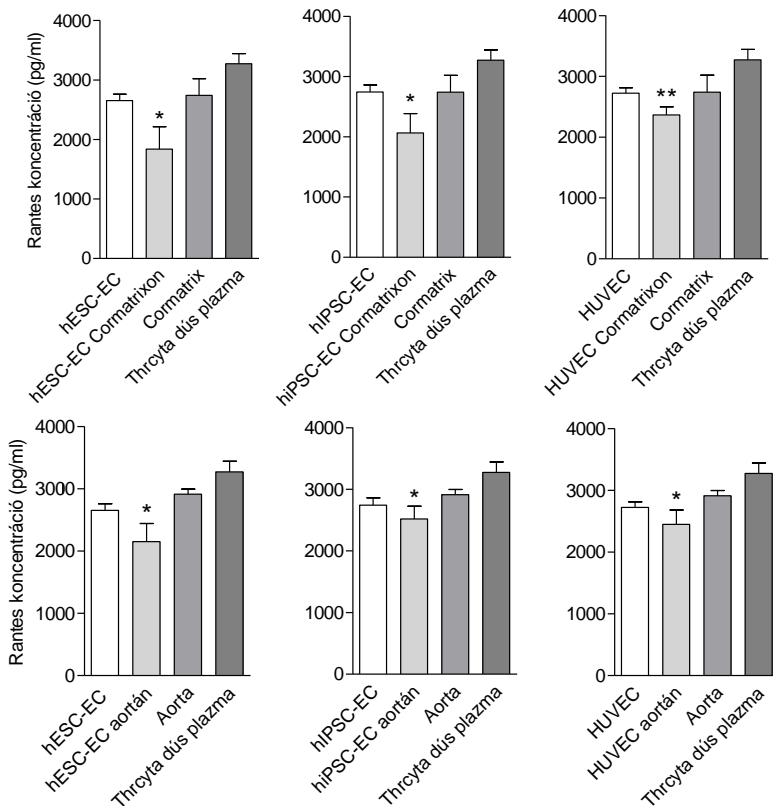 Rantes koncentráció (pg/ml)
4000
3000
2000
1000
0
*
hESC-EC
hESC-EC Cormatrixon
Cormatrix
Thrcyta dús plazma
4000
3000
2000
1000
0
*
hIPSC-EC
hiPSC-EC Cormatrixon
Cormatrix
Thrcyta dús plazma
4000
3000
2000
1000
0
**
HUVEC
HUVEC Cormatrixon
Cormatrix
Thrcyta dús plazma
Rantes koncentráció (pg/ml)
4000
3000
2000
1000
0
*
hESC-EC
hESC-EC aortán
Aorta
Thrcyta dús plazma
4000
3000
2000
1000
0
*
hIPSC-EC
hiPSC-EC aortán
Aorta
Thrcyta dús plazma
4000
3000
2000
1000
0
*
HUVEC
HUVEC aortán
Aorta
Thrcyta dús plazma